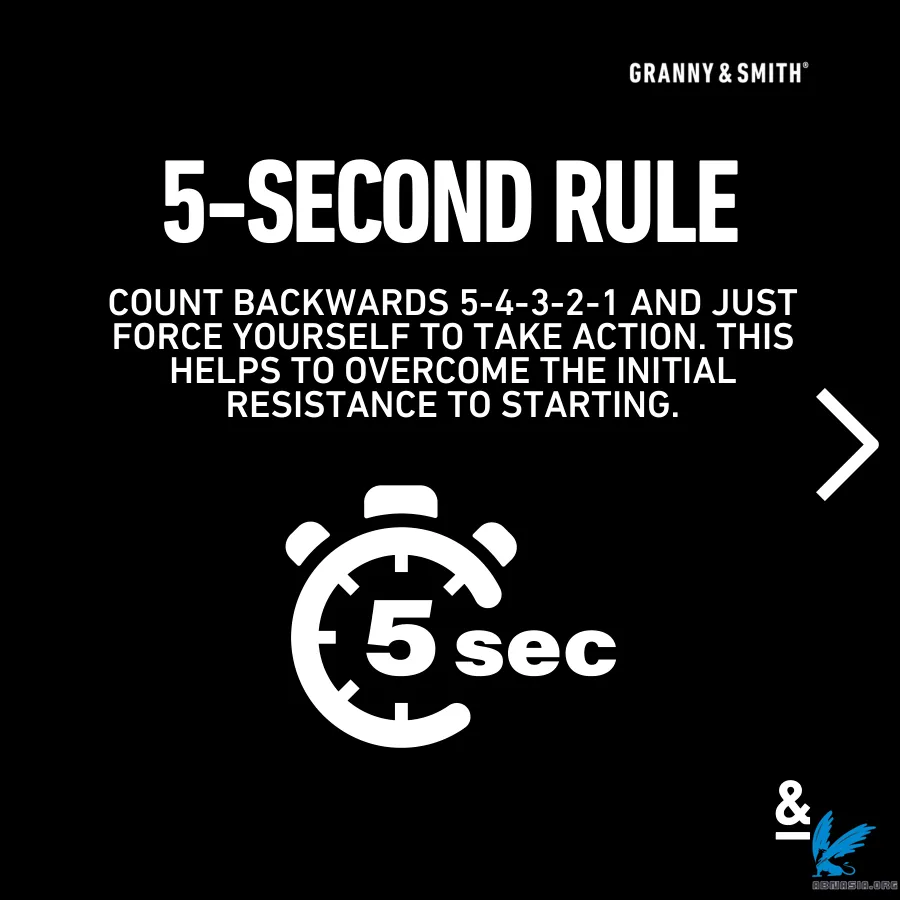 GRANNY & SMITH®
5-SECOND RULE
COUNT BACKWARDS 5-4-3-2-1 AND JUST
FORCE YOURSELF TO TAKE ACTION. THIS
HELPS TO OVERCOME THE INITIAL
RESISTANCE TO STARTING.
5 sec
&
ABNASIA.ORG